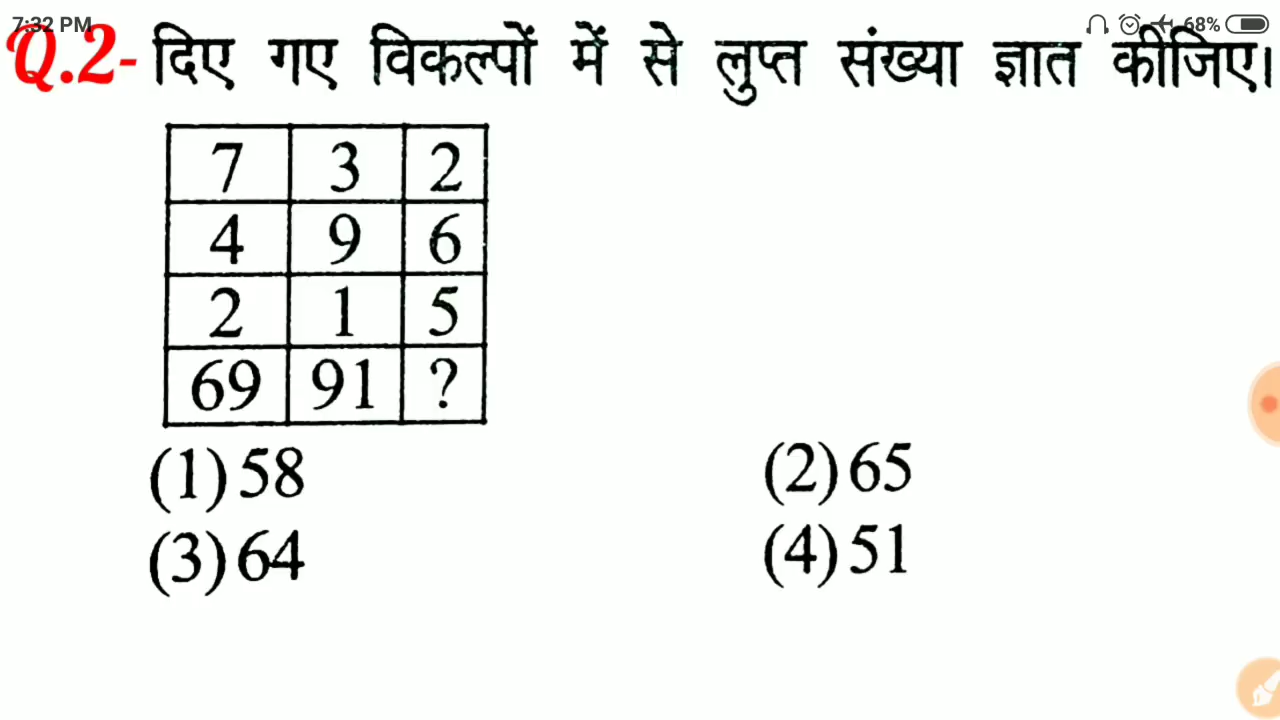 7:32 PM 68%
Q.2- दिए गए विकल्पों में से लुप्त संख्या ज्ञात कीजिए।
7 3 2
4 9 6
2 1 5
69 91 ?
(1) 58 (2) 65
(3) 64 (4) 51